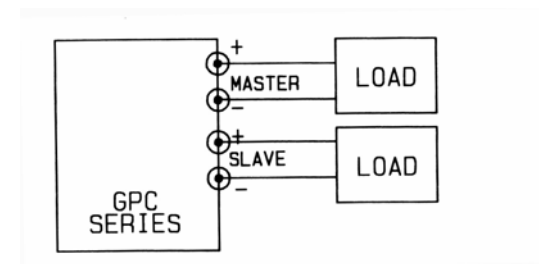 +
MASTER
LOAD
-
+
SLAVE
LOAD
-
GPC
SERIES